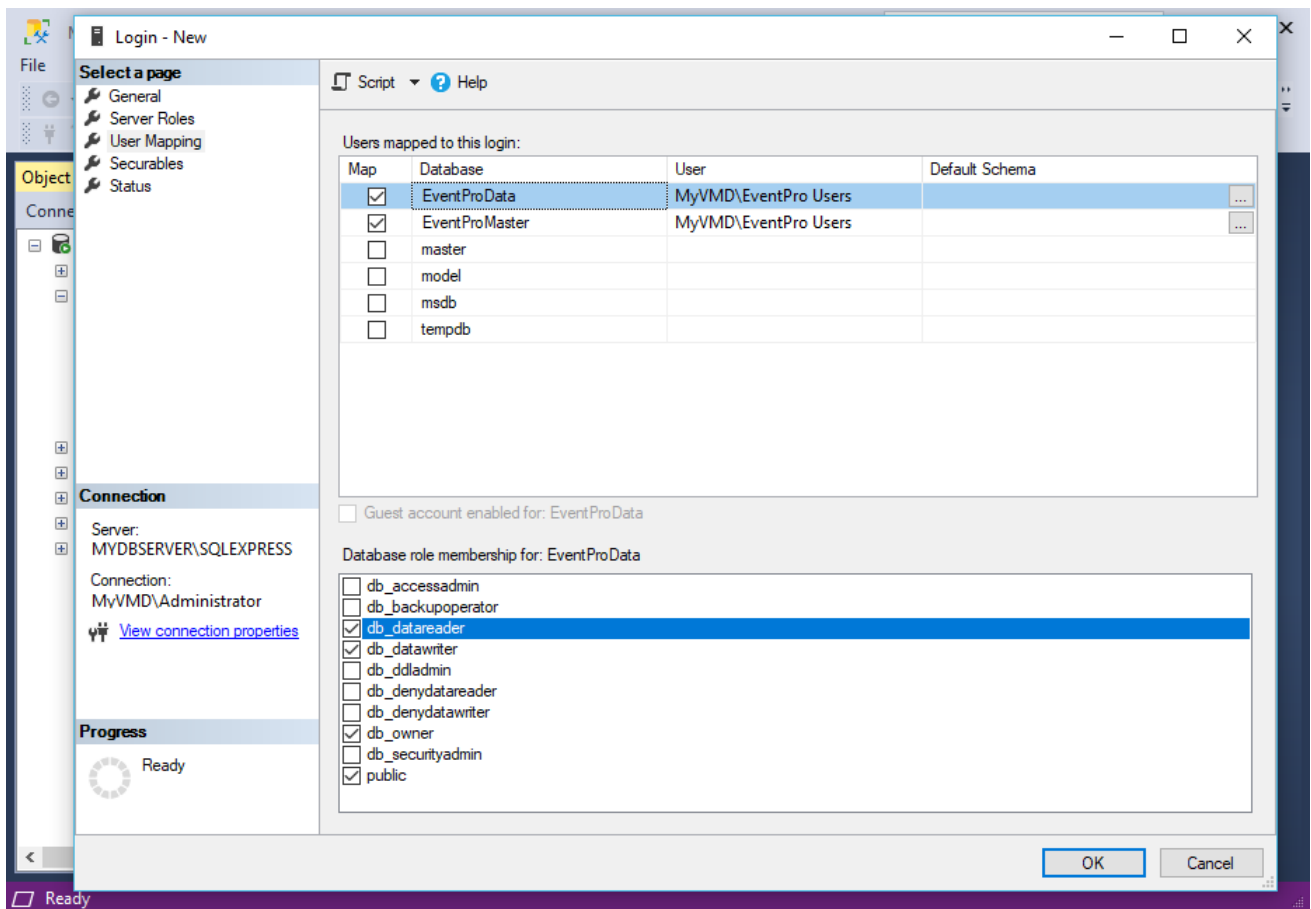 Login - New
File
Select a page
General
Server Roles
User Mapping
Securables
Status
Script
Help
Object
Conne
Users mapped to this login:
Map Database User Default Schema
EventProData MyVMD\EventPro Users ...
EventProMaster MyVMD\EventPro Users ...
master
model
msdb
tempdb
Guest account enabled for: EventProData
Connection
Server:
MYDBSERVER\SQLEXPRESS
Connection:
MyVMD\Administrator
View connection properties
Database role membership for: EventProData
db_accessadmin
db_backupoperator
db_datareader
db_datawriter
db_ddladmin
db_denydatareader
db_denydatawriter
db_owner
db_securityadmin
public
Progress
Ready
OK Cancel
Ready